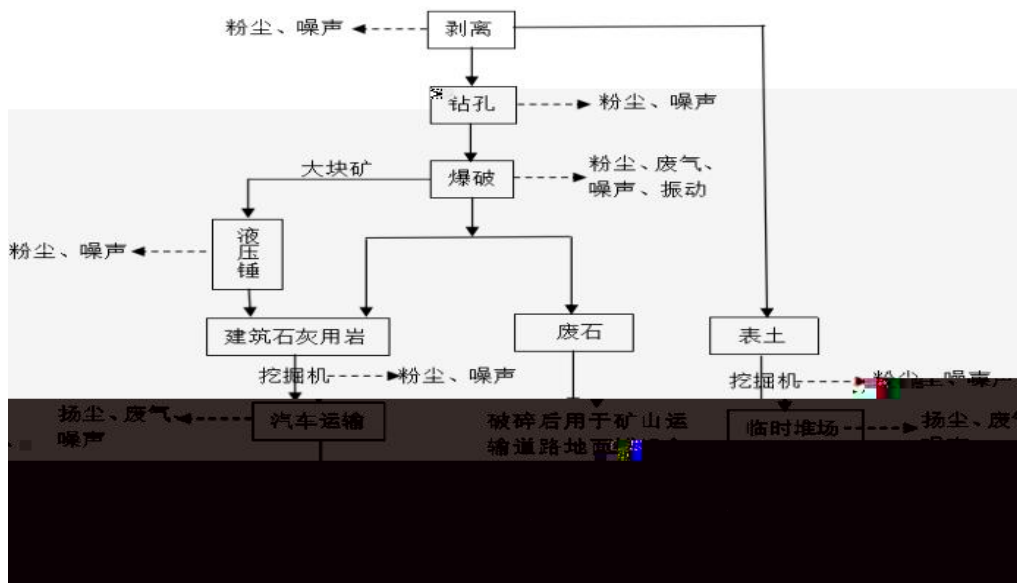 粉尘、噪声
剥离
钻孔
粉尘、噪声
大块矿
爆破
粉尘、废气、
噪声、振动
粉尘、噪声
液
压
锤
建筑石灰用岩
废石
表土
挖掘机
粉尘、噪声
挖掘机
粉尘、噪声
扬尘、废气
噪声
汽车运输
破碎后用于矿山运
输道路地面
临时堆场
扬尘、废